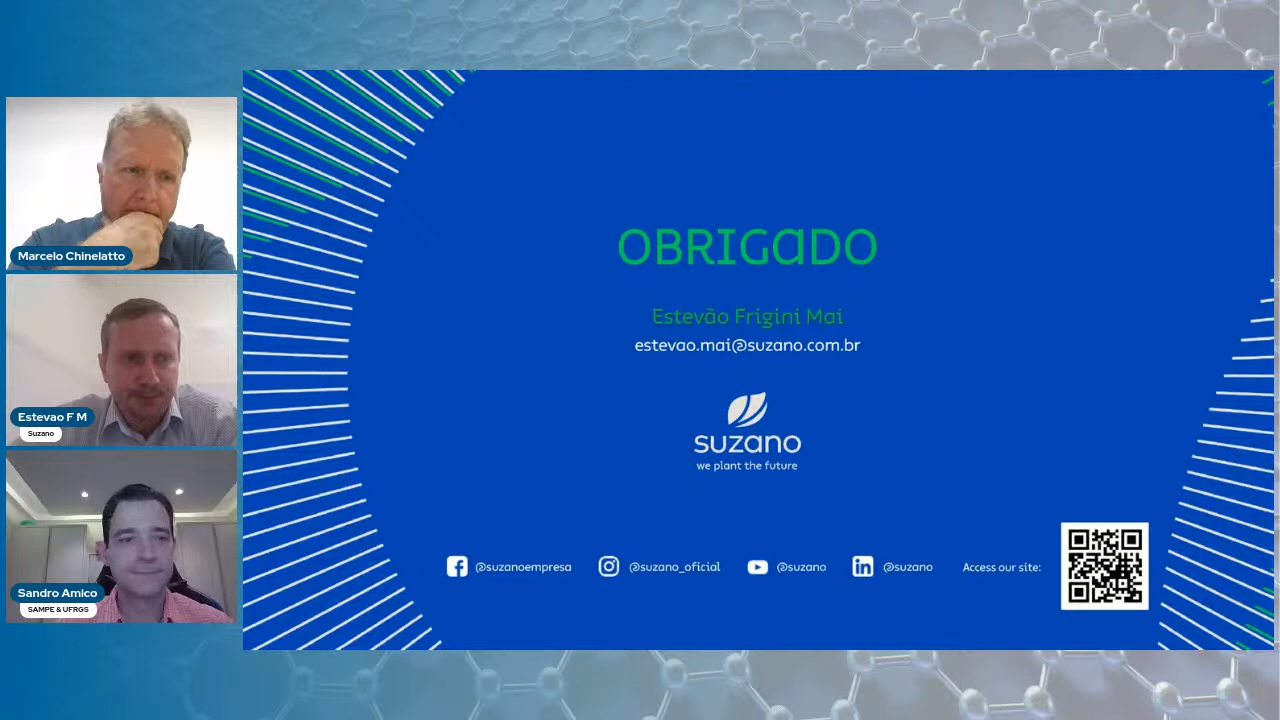 Marcelo Chinelatto
Estevao F M
Suzano
Sandro Amico
SAMPE & UFRGS
OBRIGADO
Estevão Frigini Mai
estevao.mai@suzano.com.br
suzano
we plant the future
@suzanoempresa
@suzano_oficial
@suzano
@suzano
Access our site: